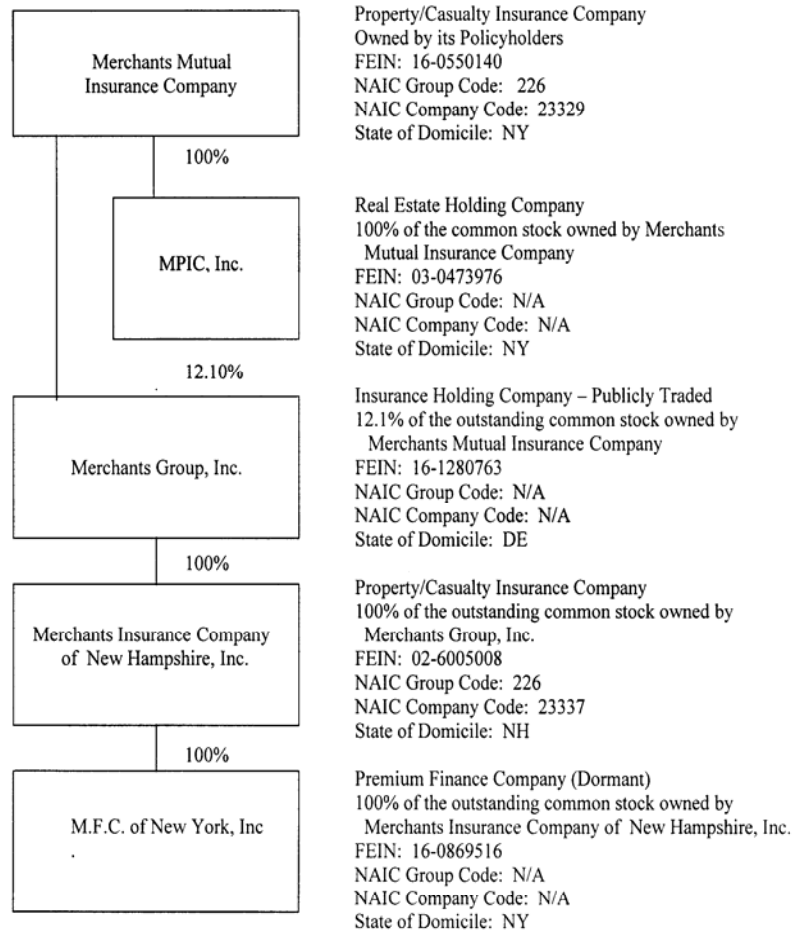 Merchants Mutual
Insurance Company
Property/Casualty Insurance Company
Owned by its Policyholders
FEIN: 16-0550140
NAIC Group Code: 226
NAIC Company Code: 23329
State of Domicile: NY
100%
MPIC, Inc.
Real Estate Holding Company
100% of the common stock owned by Merchants
Mutual Insurance Company
FEIN: 03-0473976
NAIC Group Code: N/A
NAIC Company Code: N/A
State of Domicile: NY
12.10%
Merchants Group, Inc.
Insurance Holding Company – Publicly Traded
12.1% of the outstanding common stock owned by
Merchants Mutual Insurance Company
FEIN: 16-1280763
NAIC Group Code: N/A
NAIC Company Code: N/A
State of Domicile: DE
100%
Merchants Insurance Company
of New Hampshire, Inc.
Property/Casualty Insurance Company
100% of the outstanding common stock owned by
Merchants Group, Inc.
FEIN: 02-6005008
NAIC Group Code: 226
NAIC Company Code: 23337
State of Domicile: NH
100%
M.F.C. of New York, Inc
.
Premium Finance Company (Dormant)
100% of the outstanding common stock owned by
Merchants Insurance Company of New Hampshire, Inc.
FEIN: 16-0869516
NAIC Group Code: N/A
NAIC Company Code: N/A
State of Domicile: NY